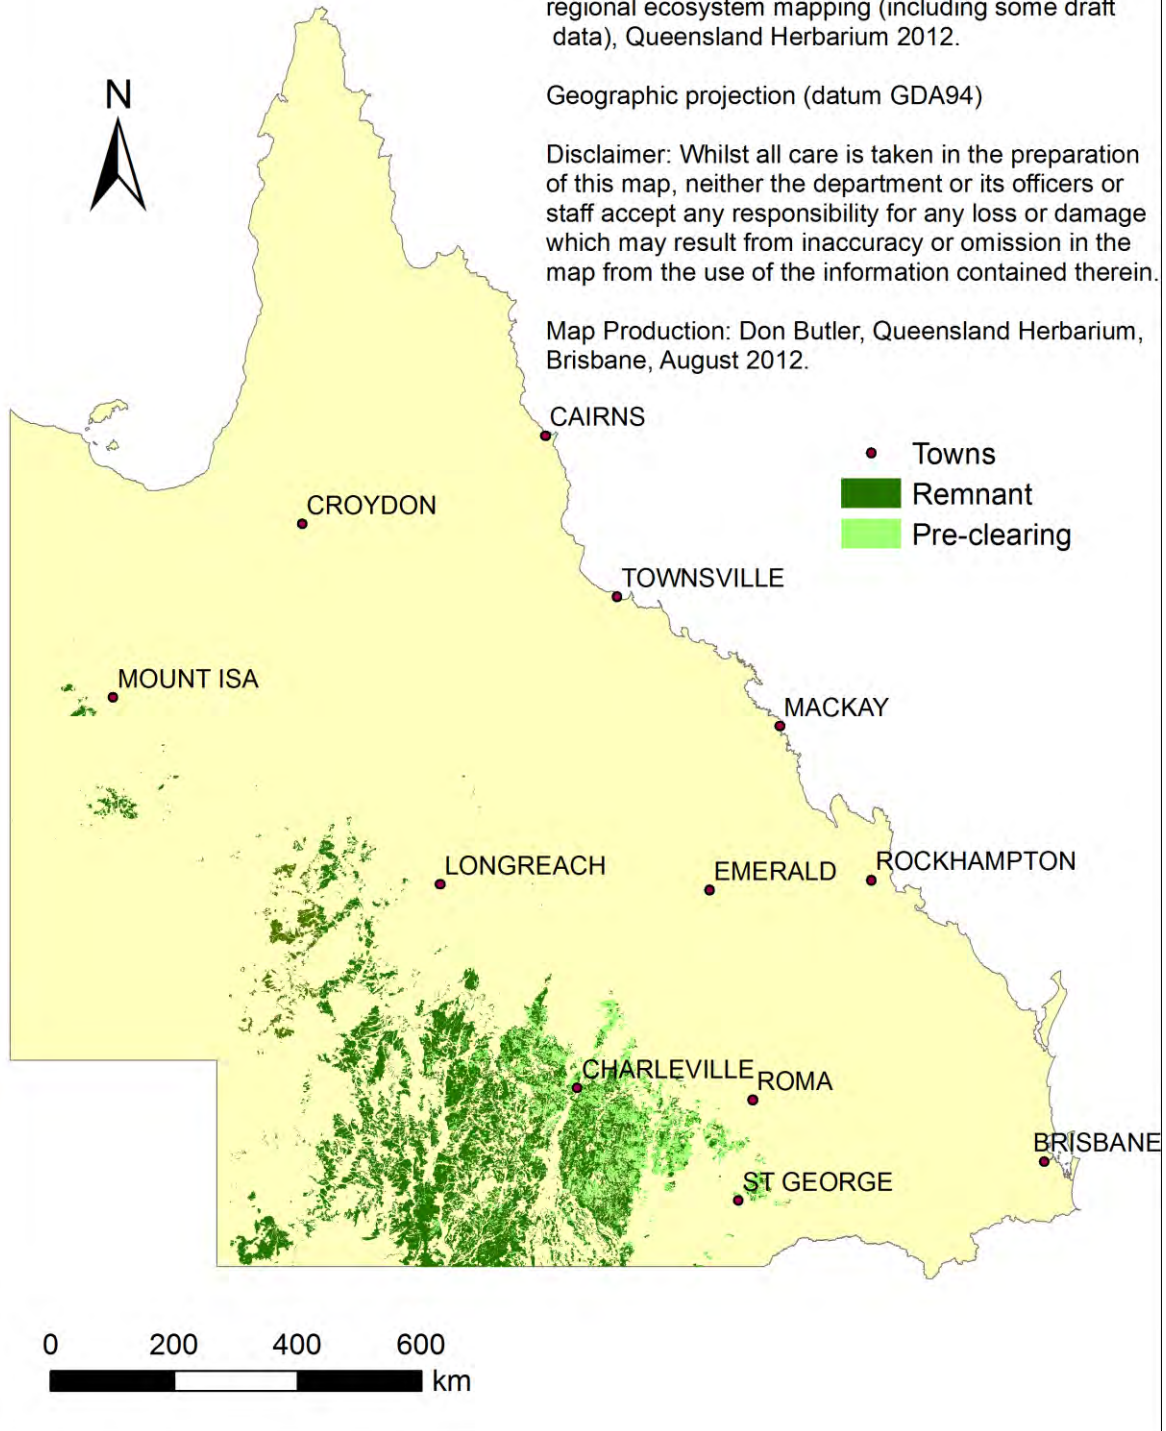 regional ecosystem mapping (including some draft
data), Queensland Herbarium 2012.
N
Geographic projection (datum GDA94)
Disclaimer: Whilst all care is taken in the preparation
of this map, neither the department or its officers or
staff accept any responsibility for any loss or damage
which may result from inaccuracy or omission in the
map from the use of the information contained therein.
Map Production: Don Butler, Queensland Herbarium,
Brisbane, August 2012.
CAIRNS
Towns
Remnant
Pre-clearing
CROYDON
TOWNSVILLE
MOUNT ISA
MACKAY
LONGREACH
EMERALD
ROCKHAMPTON
CHARLEVILLE
ROMA
BRISBANE
ST GEORGE
0 200 400 600
km